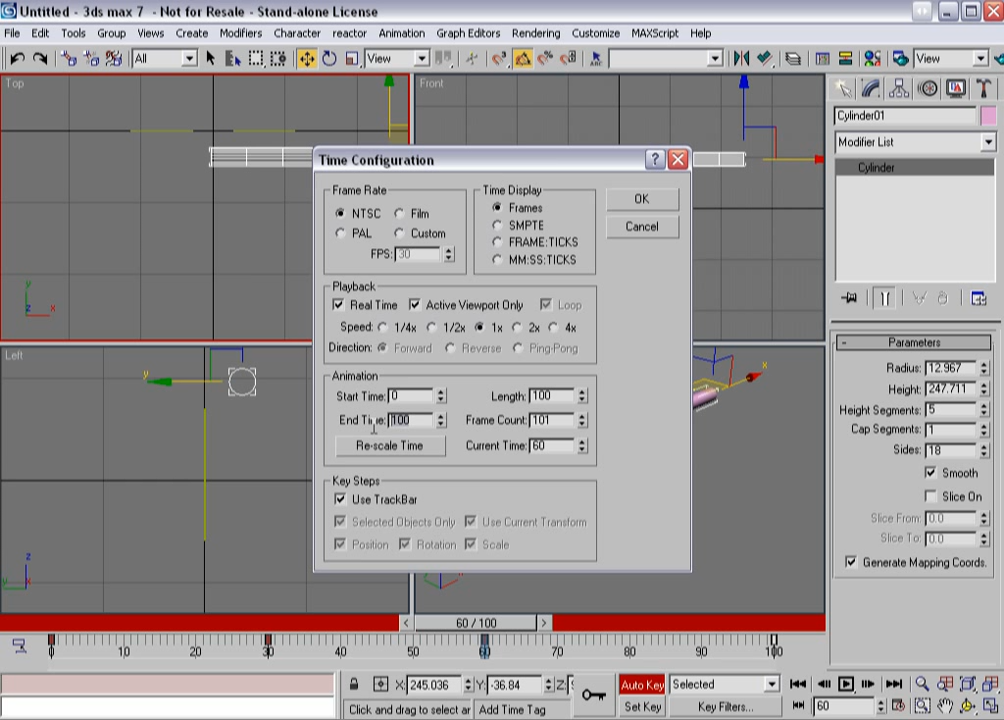 Untitled - 3ds max 7 - Not for Resale - Stand-alone License
File Edit Tools Group Views Create Modifiers Character reactor Animation Graph Editors Rendering Customize MAXScript Help
All View View
Top
Front
Left
Cylinder01
Modifier List
Cylinder
Time Configuration
Frame Rate
NTSC Film
PAL Custom
FPS: 30
Time Display
Frames
SMPTE
FRAME:TICKS
MM:SS:TICKS
OK
Cancel
Playback
Real Time Active Viewport Only Loop
Speed: 1/4x 1/2x 1x 2x 4x
Direction: Forward Reverse Ping-Pong
Animation
Start Time: 0 Length: 100
End Time: 100 Frame Count: 101
Re-scale Time Current Time: 60
Key Steps
Use TrackBar
Selected Objects Only Use Current Transform
Position Rotation Scale
Parameters
Radius: 12.967
Height: 247.711
Height Segments: 5
Cap Segments: 1
Sides: 18
Smooth
Slice On
Slice From: 0.0
Slice To: 0.0
Generate Mapping Coords.
60 / 100
0 10 20 30 40 50 60 70 80 90 100
X: 245.036 Y: -36.84 Z:
Auto Key Selected
Click and drag to select ar Add Time Tag Set Key Key Filters... 60